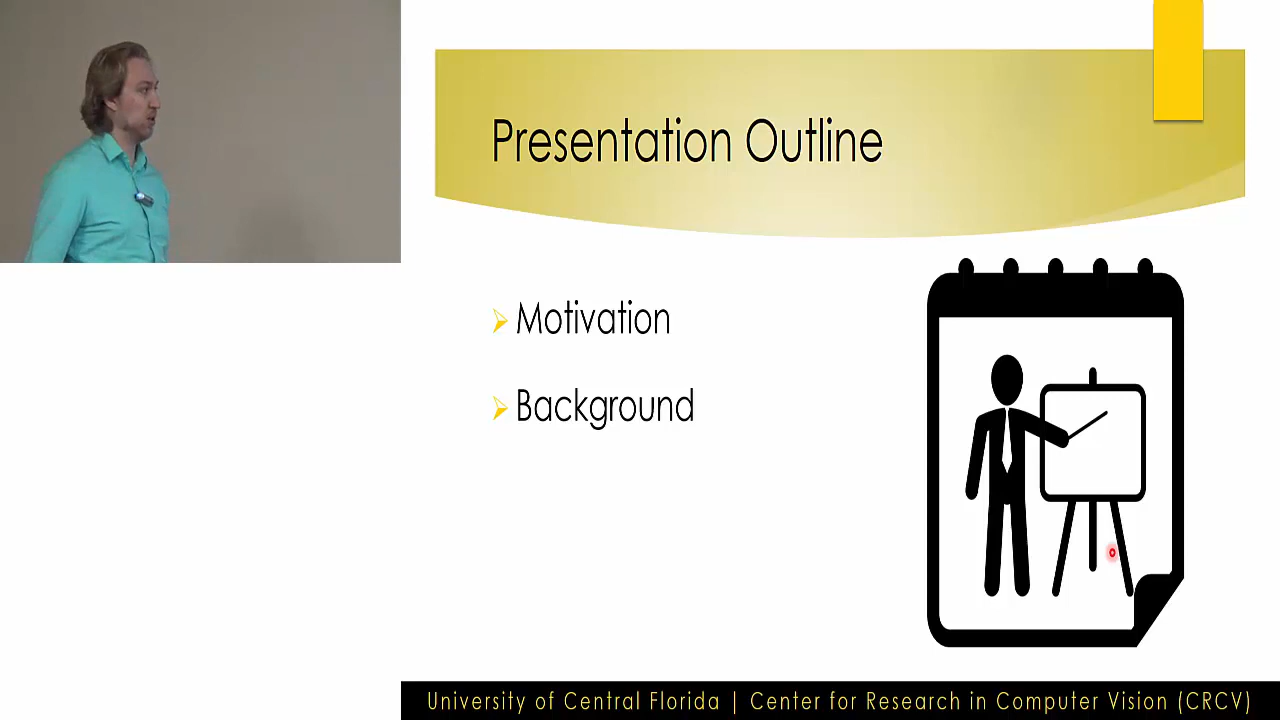 Presentation Outline
Motivation
Background
University of Central Florida | Center for Research in Computer Vision (CRCV)